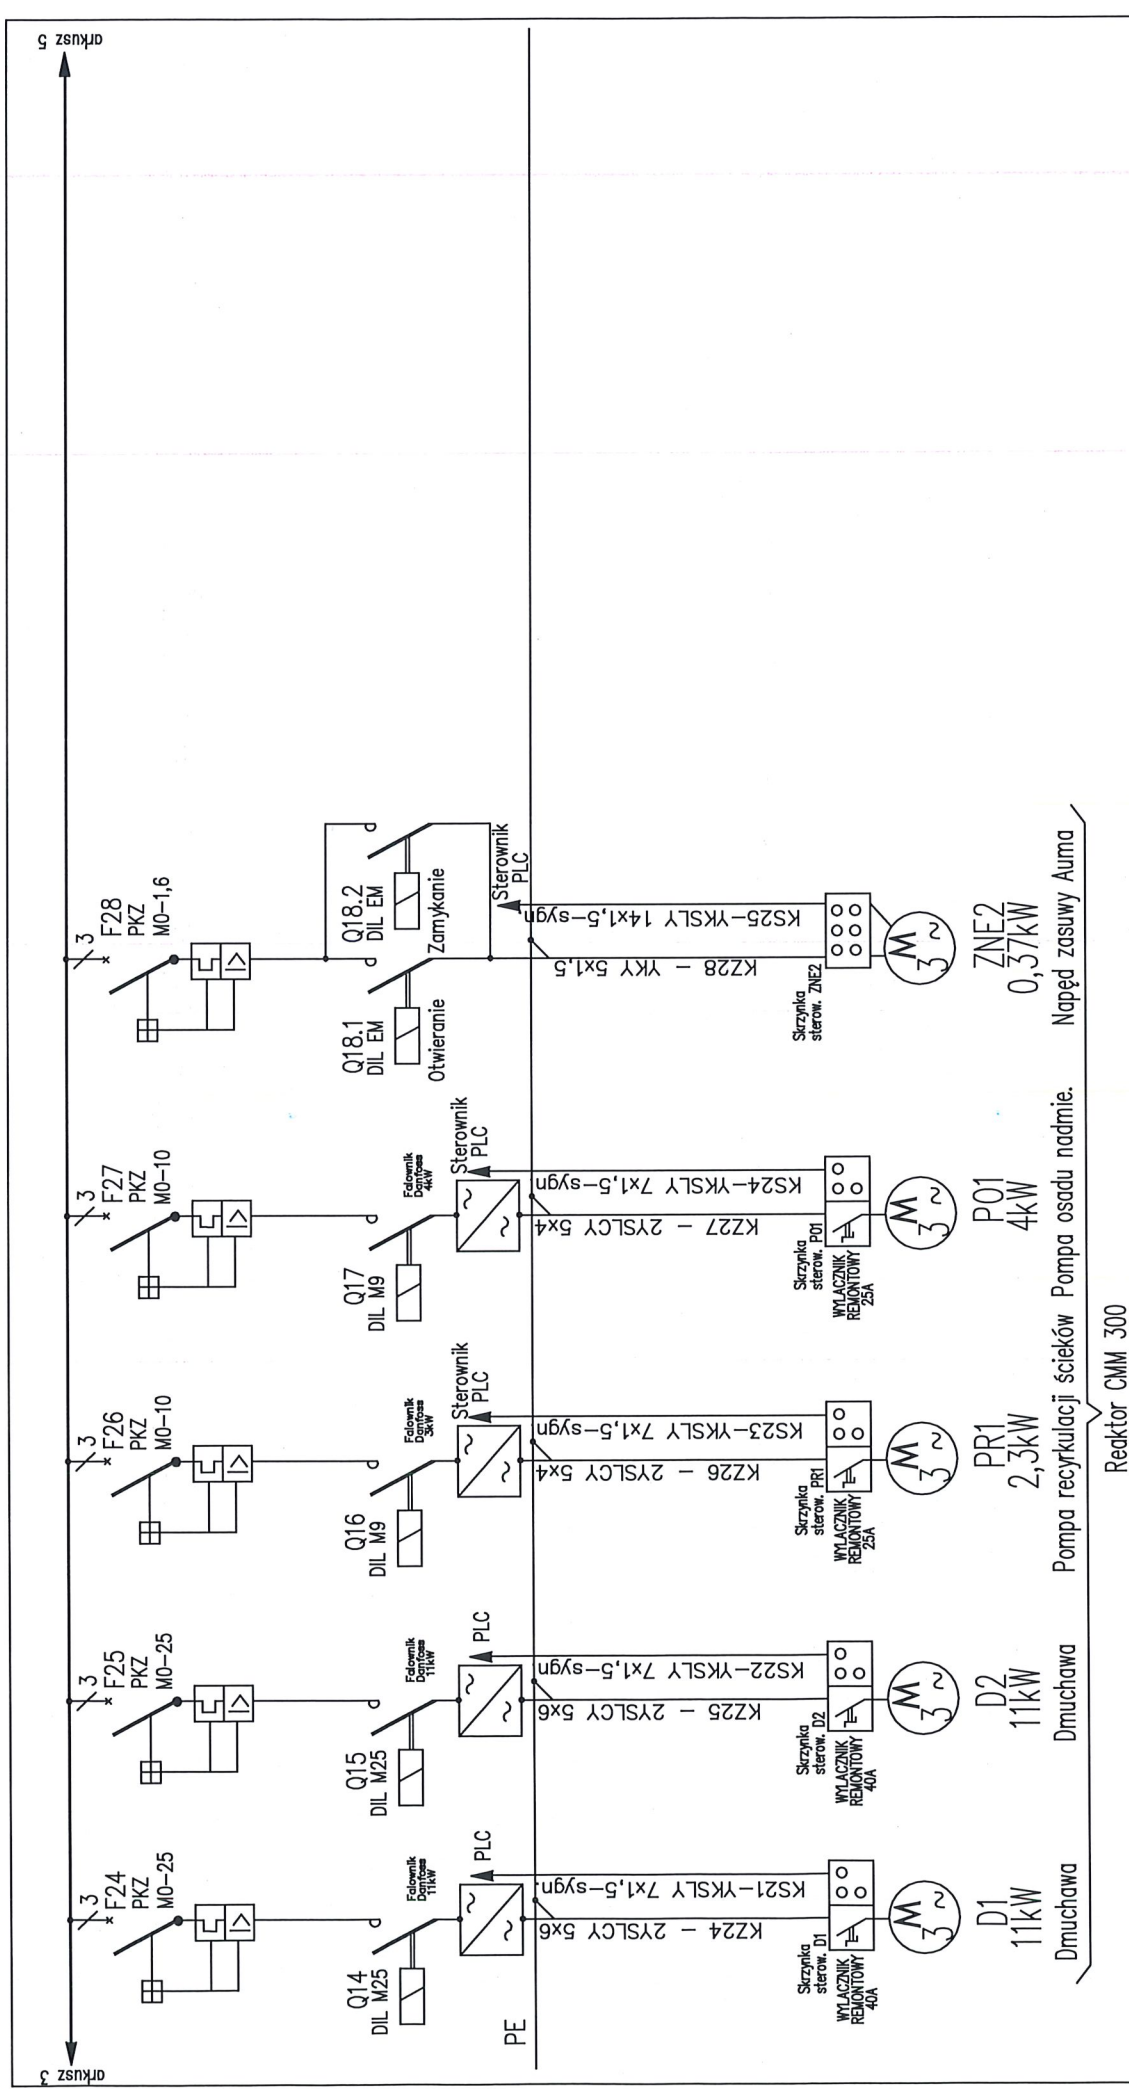 arkusz 3
3
F24
PKZ
M0-25
Q14
DIL M25
Falownik
Danfoss
11kW
PLC
PE
KZ24 - 2YSLCY 5x6
KS21-YKSLY 7x1,5-sygn.
Skrzynka
sterow. D1
WYLACZNIK
REMONTOWY
40A
M
3~
D1
11kW
Dmuchawa
3
F25
PKZ
M0-25
Q15
DIL M25
Falownik
Danfoss
11kW
PLC
KZ25 - 2YSLCY 5x6
KS22-YKSLY 7x1,5-sygn
Skrzynka
sterow. D2
WYLACZNIK
REMONTOWY
40A
M
3~
D2
11kW
Dmuchawa
3
F26
PKZ
M0-10
Q16
DIL M9
Falownik
Danfoss
3kW
Sterownik
PLC
KZ26 - 2YSLCY 5x4
KS23-YKSLY 7x1,5-sygn
Skrzynka
sterow. PR1
WYLACZNIK
REMONTOWY
25A
M
3~
PR1
2,3kW
Pompa recyrkulacji ścieków
3
F27
PKZ
M0-10
Q17
DIL M9
Falownik
Danfoss
4kW
Sterownik
PLC
KZ27 - 2YSLCY 5x4
KS24-YKSLY 7x1,5-sygn
Skrzynka
sterow. PO1
WYLACZNIK
REMONTOWY
25A
M
3~
PO1
4kW
Pompa osadu nadmie.
3
F28
PKZ
M0-1,6
Q18.1
DIL EM
Otwieranie
Q18.2
DIL EM
Zamykanie
Sterownik
PLC
KZ28 - YKY 5x1,5
KS25-YKSLY 14x1,5-sygn
Skrzynka
sterow. ZNE2
M
3~
ZNE2
0,37kW
Napęd zasuwy Auma
Reaktor CMM 300
arkusz 5